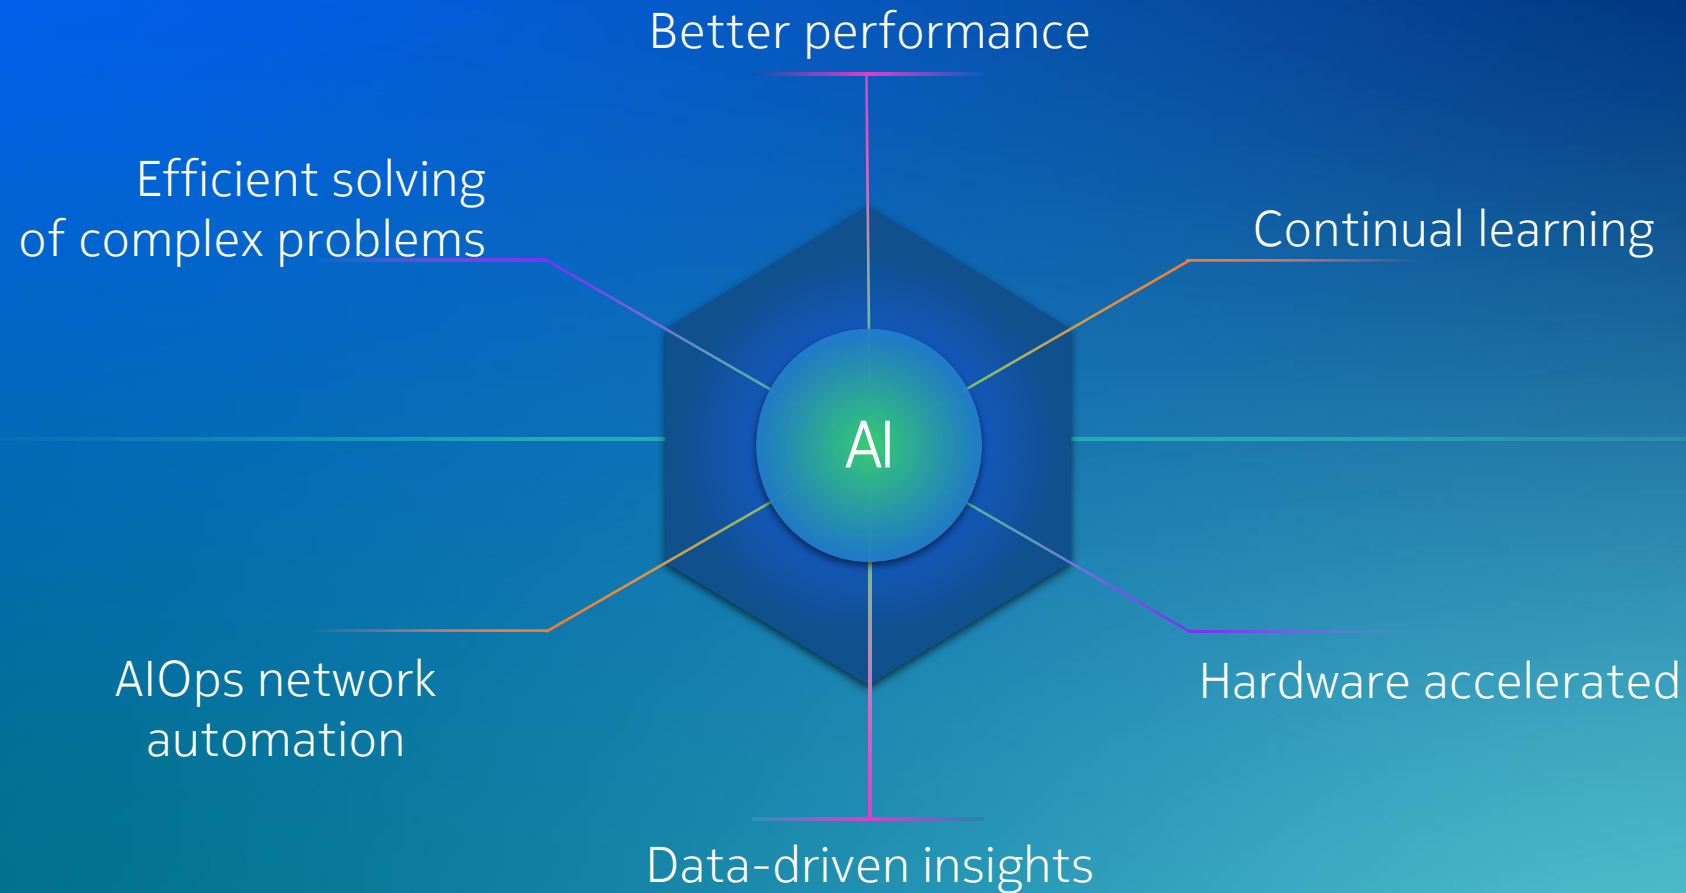 Better performance
Efficient solving
of complex problems
Continual learning
AI
AIOps network
automation
Hardware accelerated
Data-driven insights